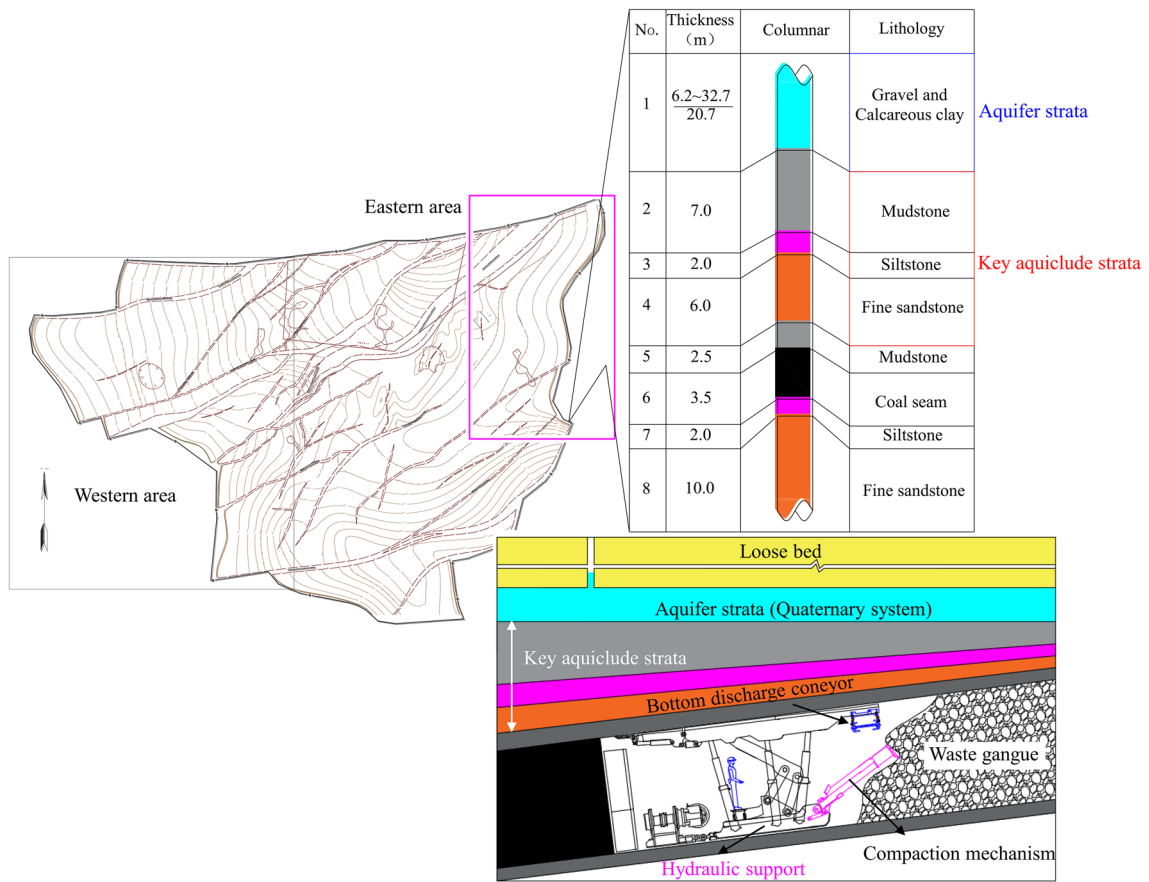 No. Thickness (m) Columnar Lithology
1 6.2~32.7 Gravel and
20.7 Calcareous clay
Aquifer strata
2 7.0 Mudstone
3 2.0 Siltstone
Key aquiclude strata
4 6.0 Fine sandstone
5 2.5 Mudstone
6 3.5 Coal seam
7 2.0 Siltstone
8 10.0 Fine sandstone
Eastern area
Western area
Loose bed
Aquifer strata (Quaternary system)
Key aquiclude strata
Bottom discharge coneyor
Waste gangue
Compaction mechanism
Hydraulic support